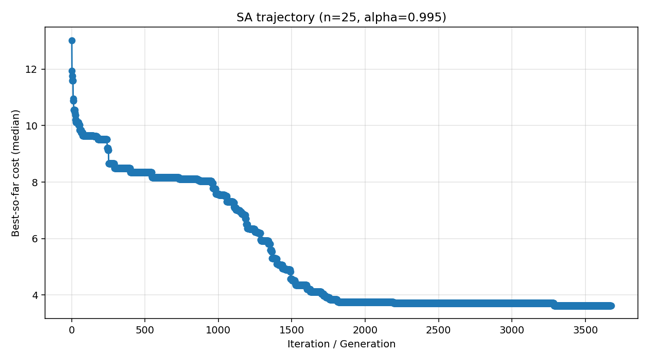 SA trajectory (n=25, alpha=0.995)
Best-so-far cost (median)
12
10
8
6
4
0 500 1000 1500 2000 2500 3000 3500
Iteration / Generation